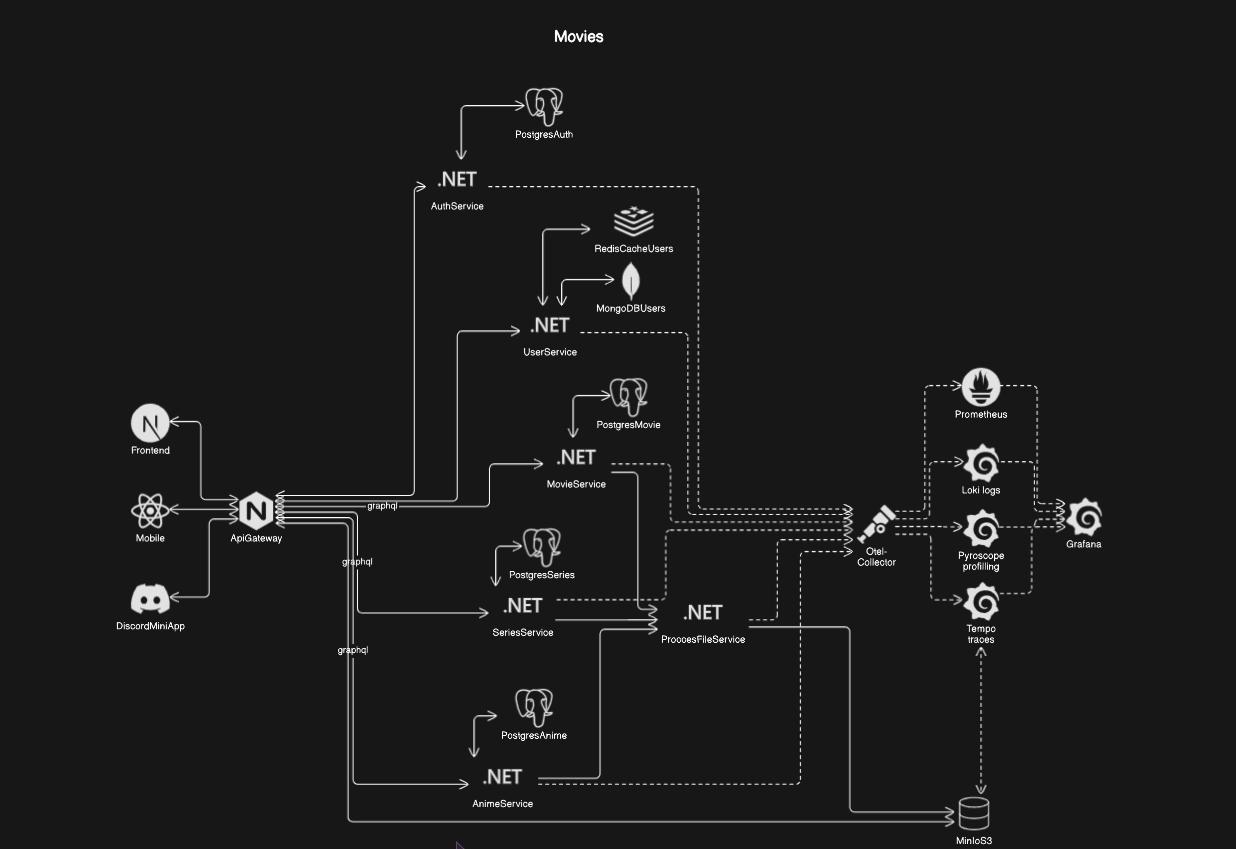 Movies
PostgresAuth
.NET
AuthService
RedisCacheUsers
MongoDBUsers
.NET
UserService
PostgresMovie
.NET
MovieService
Frontend
Mobile
ApiGateway
DiscordMiniApp
graphql
graphql
graphql
PostgresSeries
.NET
SeriesService
.NET
ProocesFileService
PostgresAnime
.NET
AnimeService
Otel-
Collector
Prometheus
Loki logs
Pyroscope
profilling
Tempo
traces
Grafana
MinIoS3